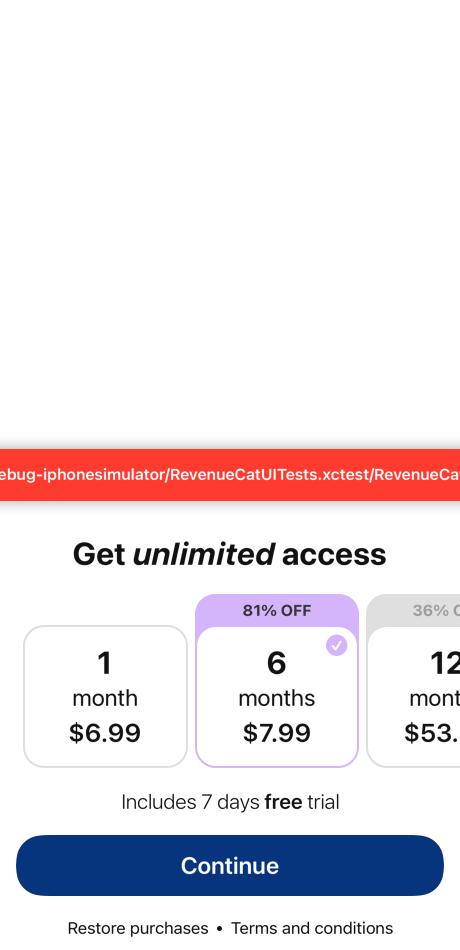 ebug-iphonesimulator/RevenueCatUITests.xctest/RevenueCa
Get unlimited access
81% OFF
36% O
1
month
$6.99
6
months
$7.99
12
mont
$53.
Includes 7 days free trial
Continue
Restore purchases • Terms and conditions